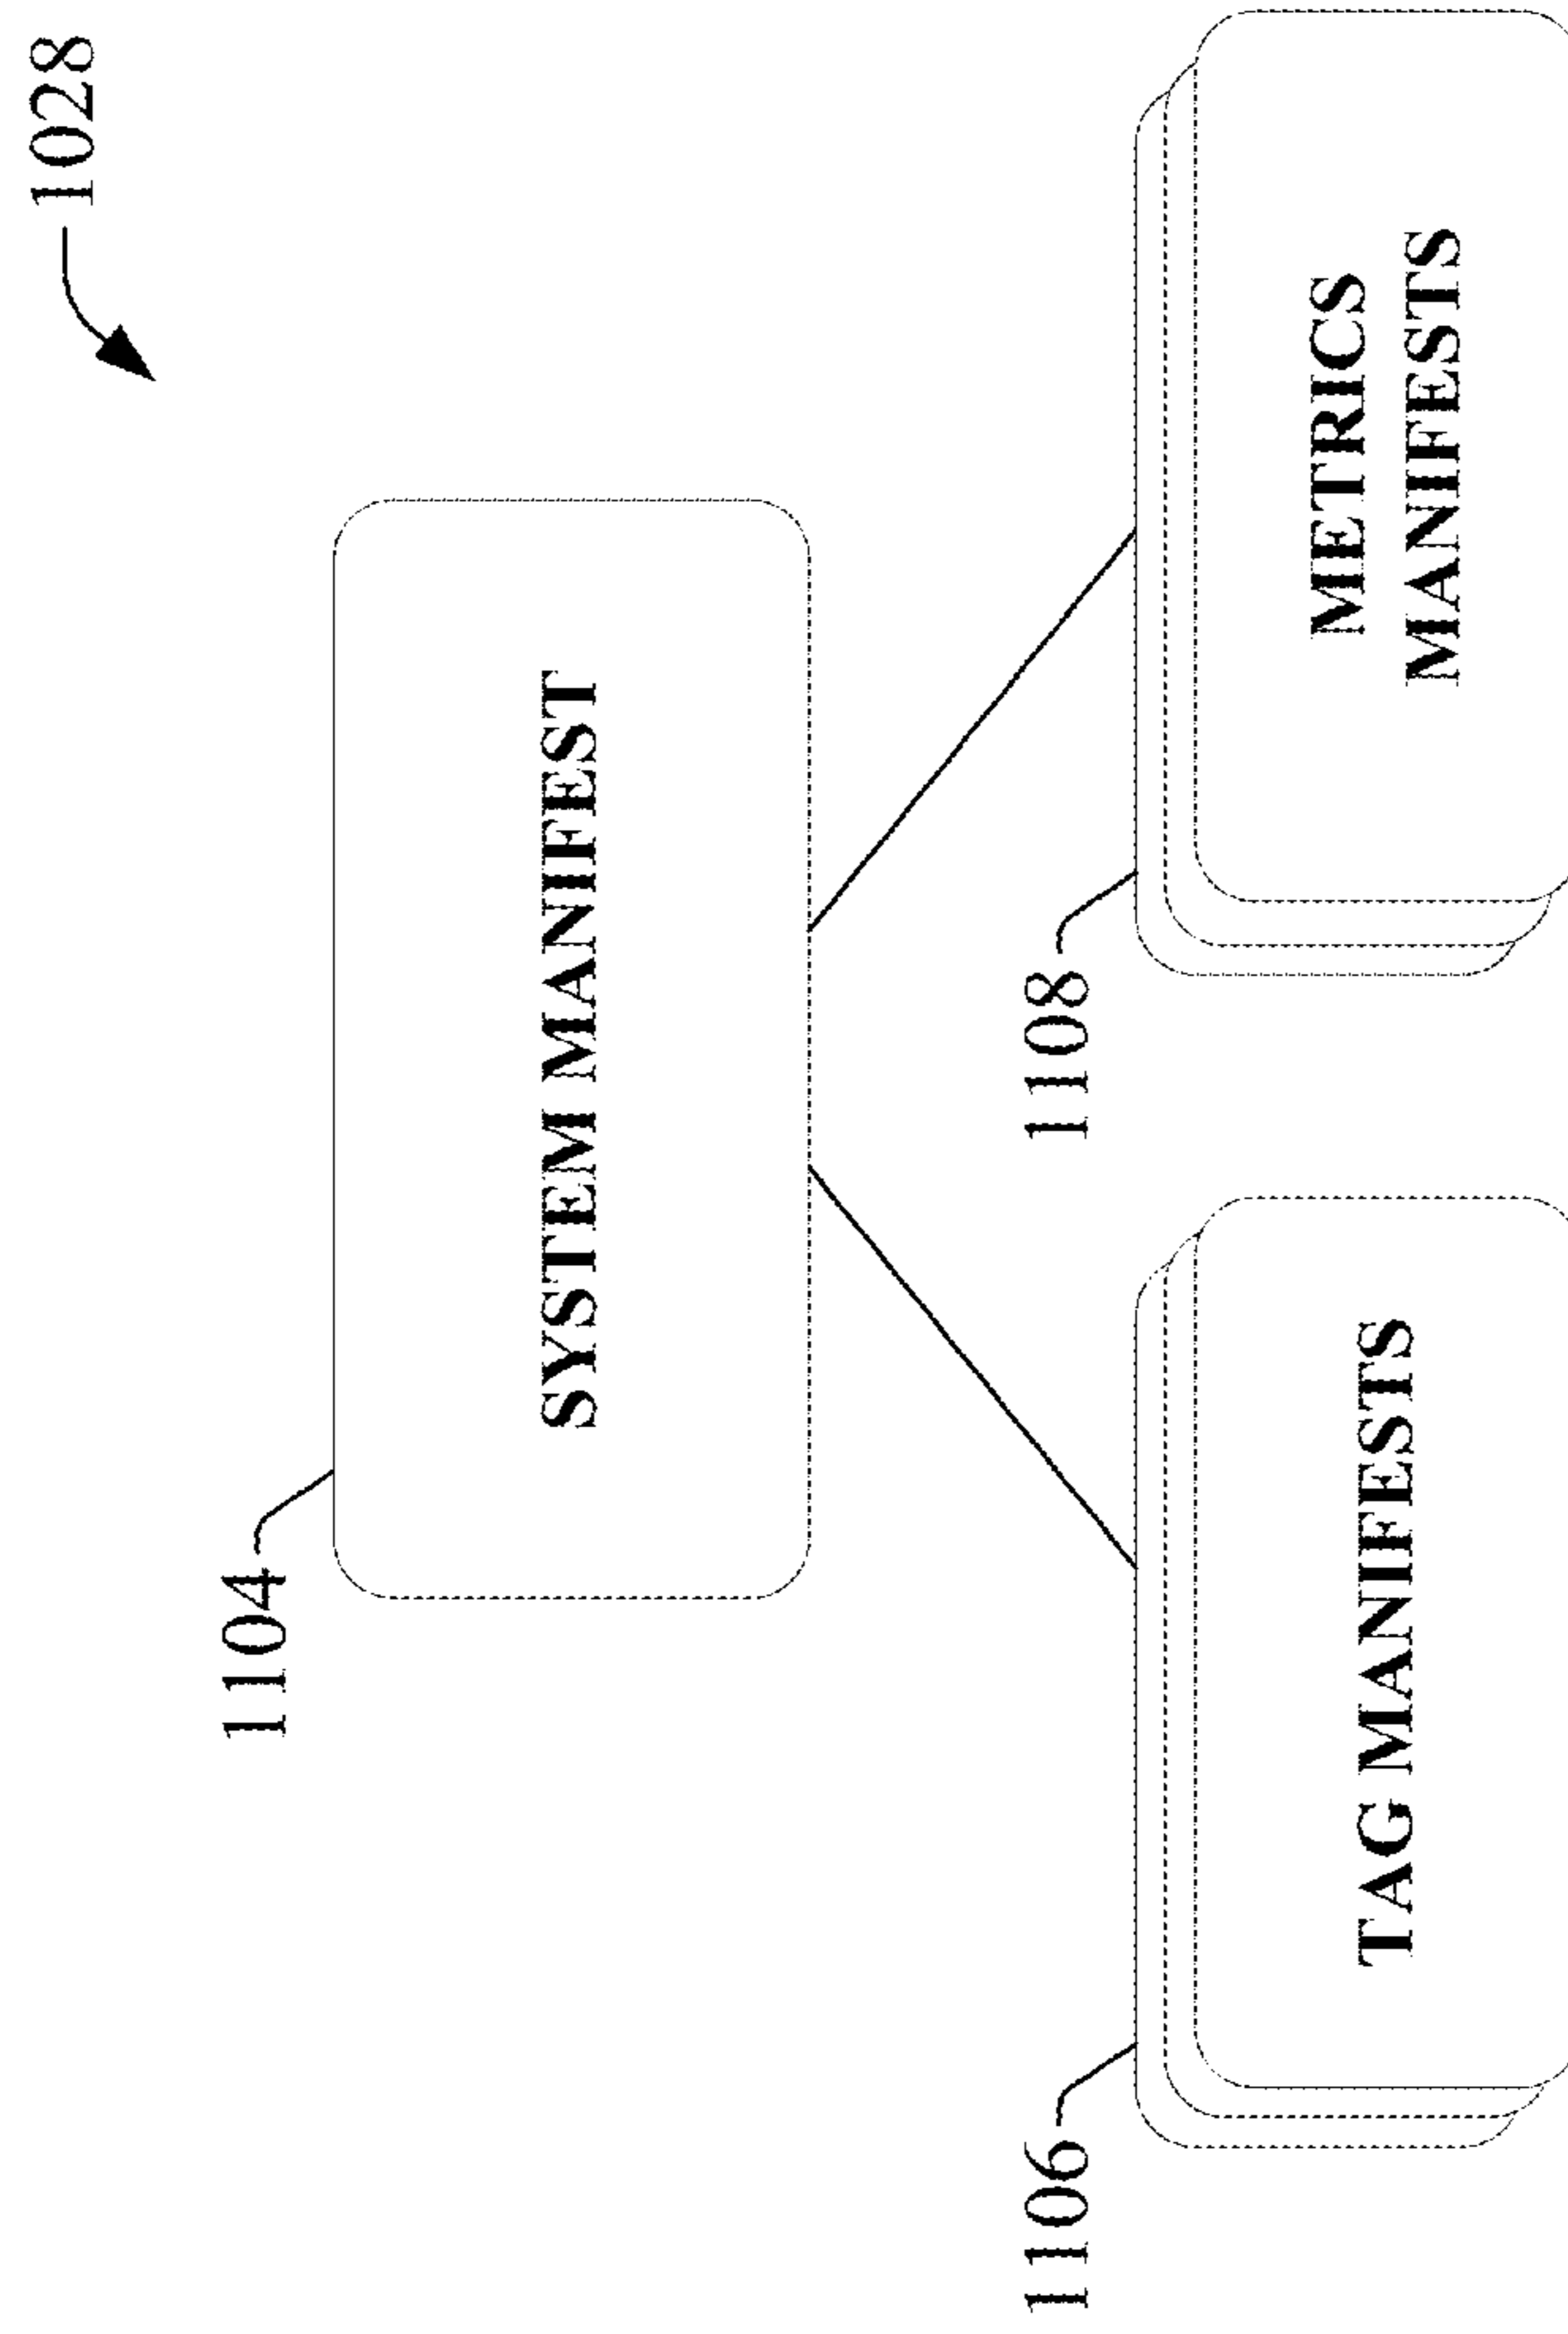 1028
1104
SYSTEM MANIFEST
1106
1108
TAG MANIFESTS
METRICS
MANIFESTS